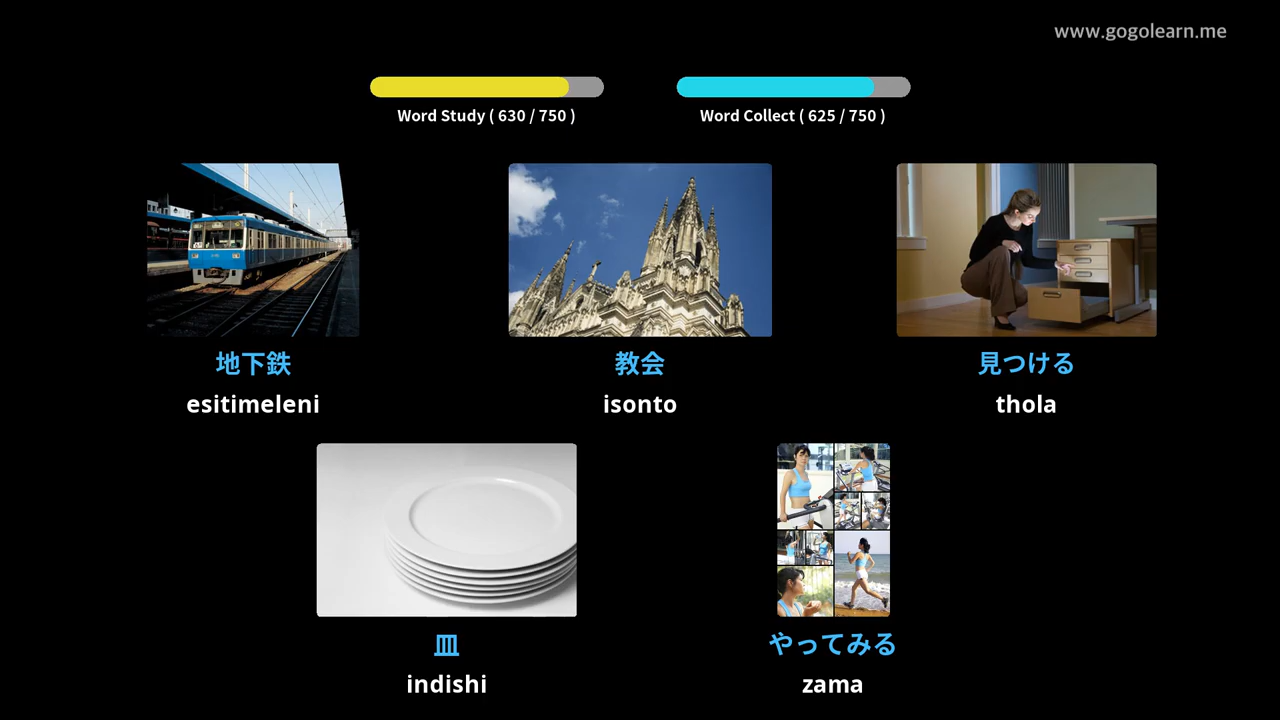 www.gogolearn.me
Word Study ( 630 / 750 )
Word Collect ( 625 / 750 )
地下鉄
esitimeleni
教会
isonto
見つける
thola
皿
indishi
やってみる
zama